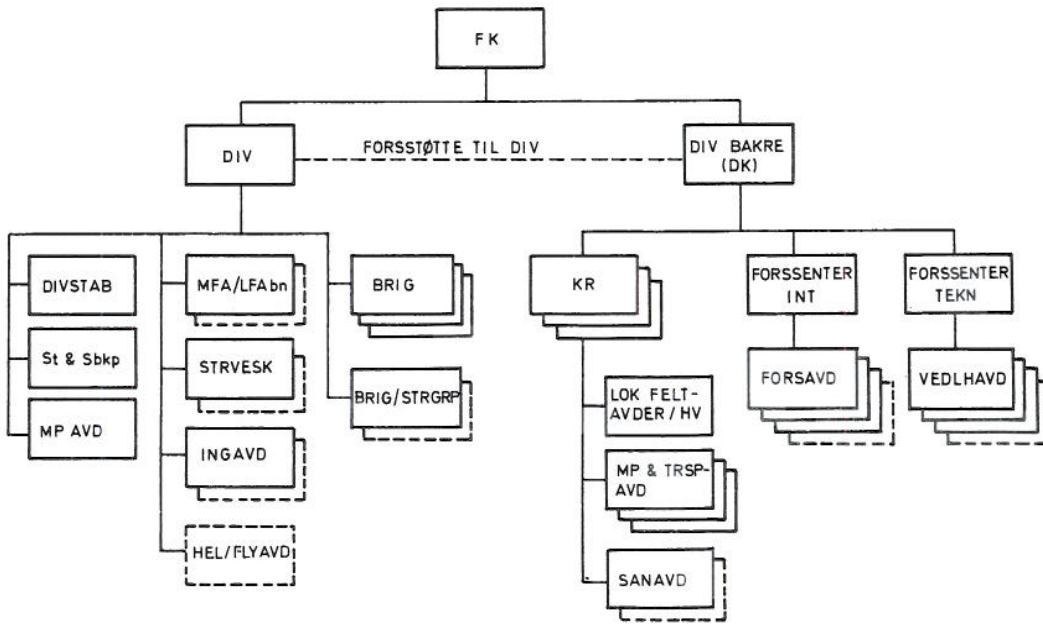 FK
DIV
FORSSTØTTE TIL DIV
DIV BAKRE
(DK)
DIVSTAB
St & Sbkp
MP AVD
MFA/LFAbn
STRVESK
INGAVD
HEL/FLYAVD
BRIG
BRIG/STRGRP
KR
LOK FELT-
AVDER/HV
MP & TRSP-
AVD
SANAVD
FORSSENTER
INT
FORSAVD
FORSSENTER
TEKN
VEDLHAVD